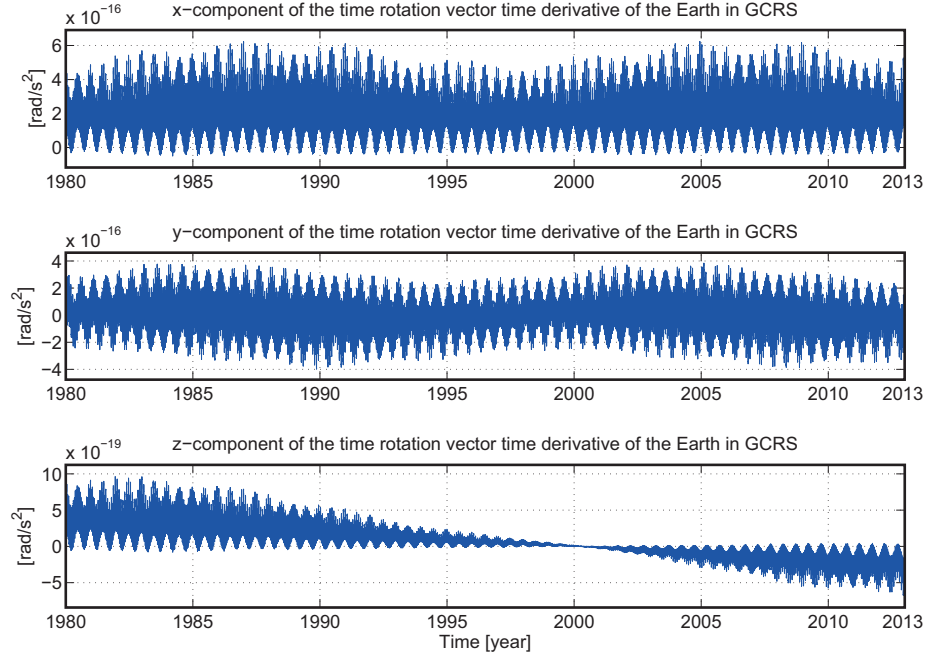 x−component of the time rotation vector time derivative of the Earth in GCRS
x 10−16
[rad/s2]
6
4
2
0
1980 1985 1990 1995 2000 2005 2010 2013
y−component of the time rotation vector time derivative of the Earth in GCRS
x 10−16
[rad/s2]
4
2
0
−2
−4
1980 1985 1990 1995 2000 2005 2010 2013
z−component of the time rotation vector time derivative of the Earth in GCRS
x 10−19
[rad/s2]
10
5
0
−5
1980 1985 1990 1995 2000 2005 2010 2013
Time [year]